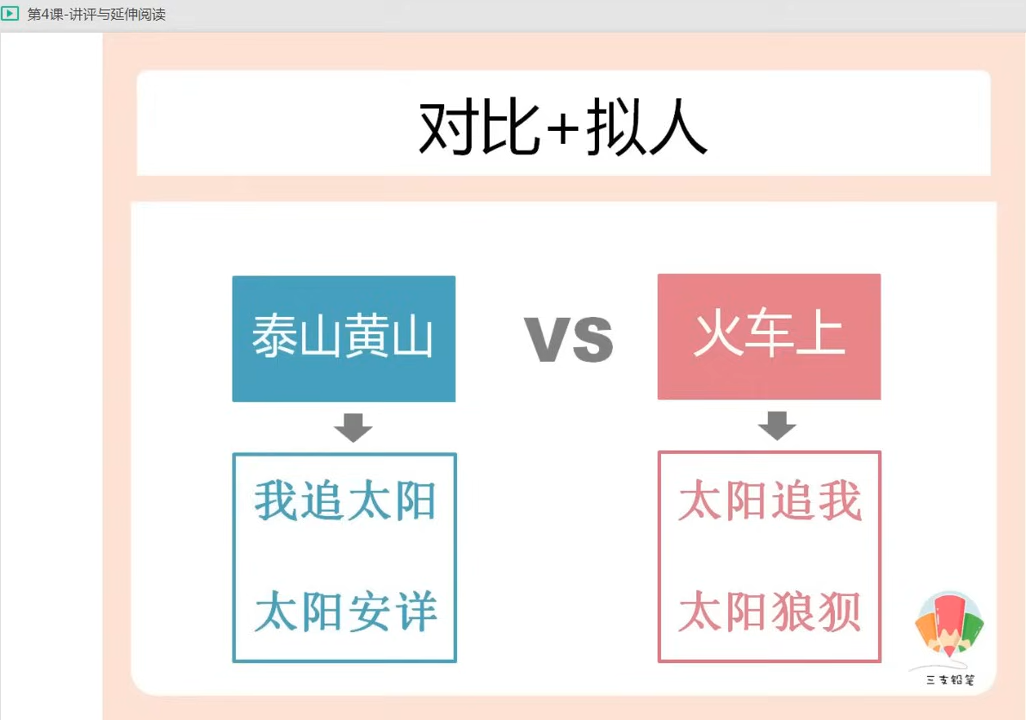 第4课-讲评与延伸阅读
对比+拟人
泰山黄山
VS
火车上
我追太阳
太阳安详
太阳追我
太阳狼狈
三支铅笔